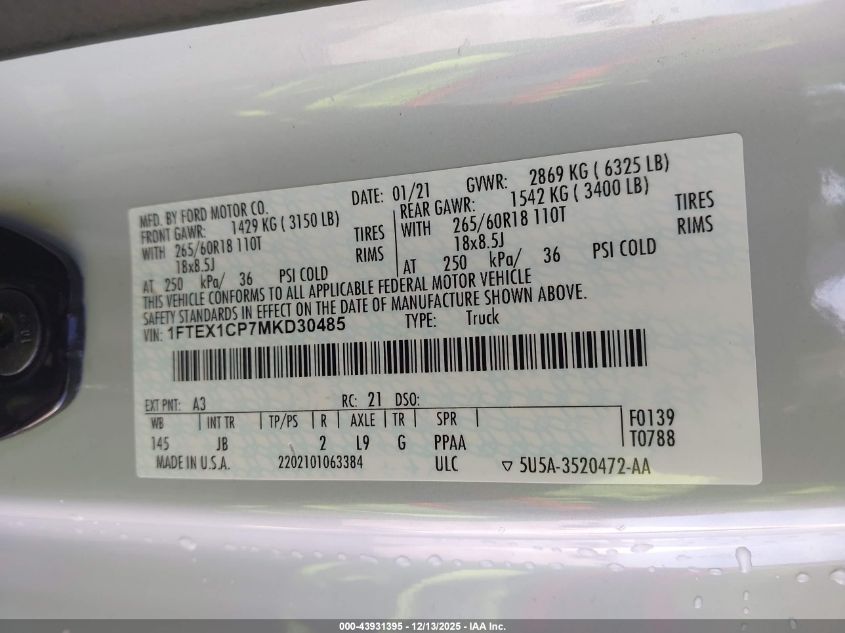 MFD. BY FORD MOTOR CO. DATE: 01/21 GVWR: 2869 KG ( 6325 LB)
FRONT GAWR: 1429 KG ( 3150 LB) REAR GAWR: 1542 KG ( 3400 LB)
WITH 265/60R18 110T TIRES WITH 265/60R18 110T TIRES
18x8.5J RIMS 18x8.5J RIMS
AT 250 kPa/ 36 PSI COLD AT 250 kPa/ 36 PSI COLD
THIS VEHICLE CONFORMS TO ALL APPLICABLE FEDERAL MOTOR VEHICLE
SAFETY STANDARDS IN EFFECT ON THE DATE OF MANUFACTURE SHOWN ABOVE.
VIN: 1FTEX1CP7MKD30485 TYPE: Truck
EXT PNT: A3 RC: 21 DSO:
WB INT TR TP/PS R AXLE TR SPR F0139
145 JB 2 L9 G PPAA T0788
MADE IN U.S.A. 2202101063384 ULC ▽ 5U5A-3520472-AA
000-43931395 - 12/13/2025 - IAA Inc.